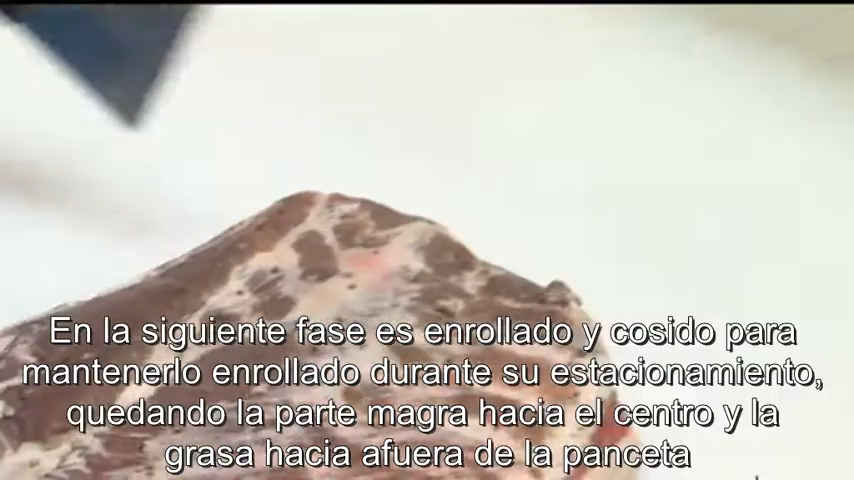 En la siguiente fase es enrollado y cosido para
mantenerlo enrollado durante su estacionamiento,
quedando la parte magra hacia el centro y la
grasa hacia afuera de la panceta